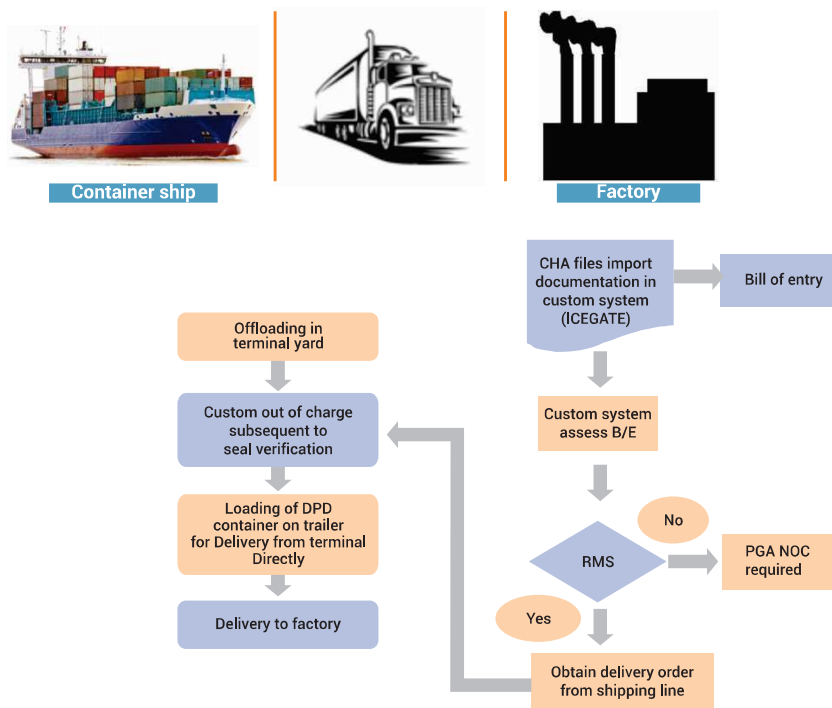 Container ship
Factory
CHA files import
documentation in
custom system
(ICEGATE)
Bill of entry
Offloading in
terminal yard
Custom out of charge
subsequent to
seal verification
Custom system
assess B/E
Loading of DPD
container on trailer
for Delivery from terminal
Directly
No
RMS
PGA NOC
required
Delivery to factory
Yes
Obtain delivery order
from shipping line